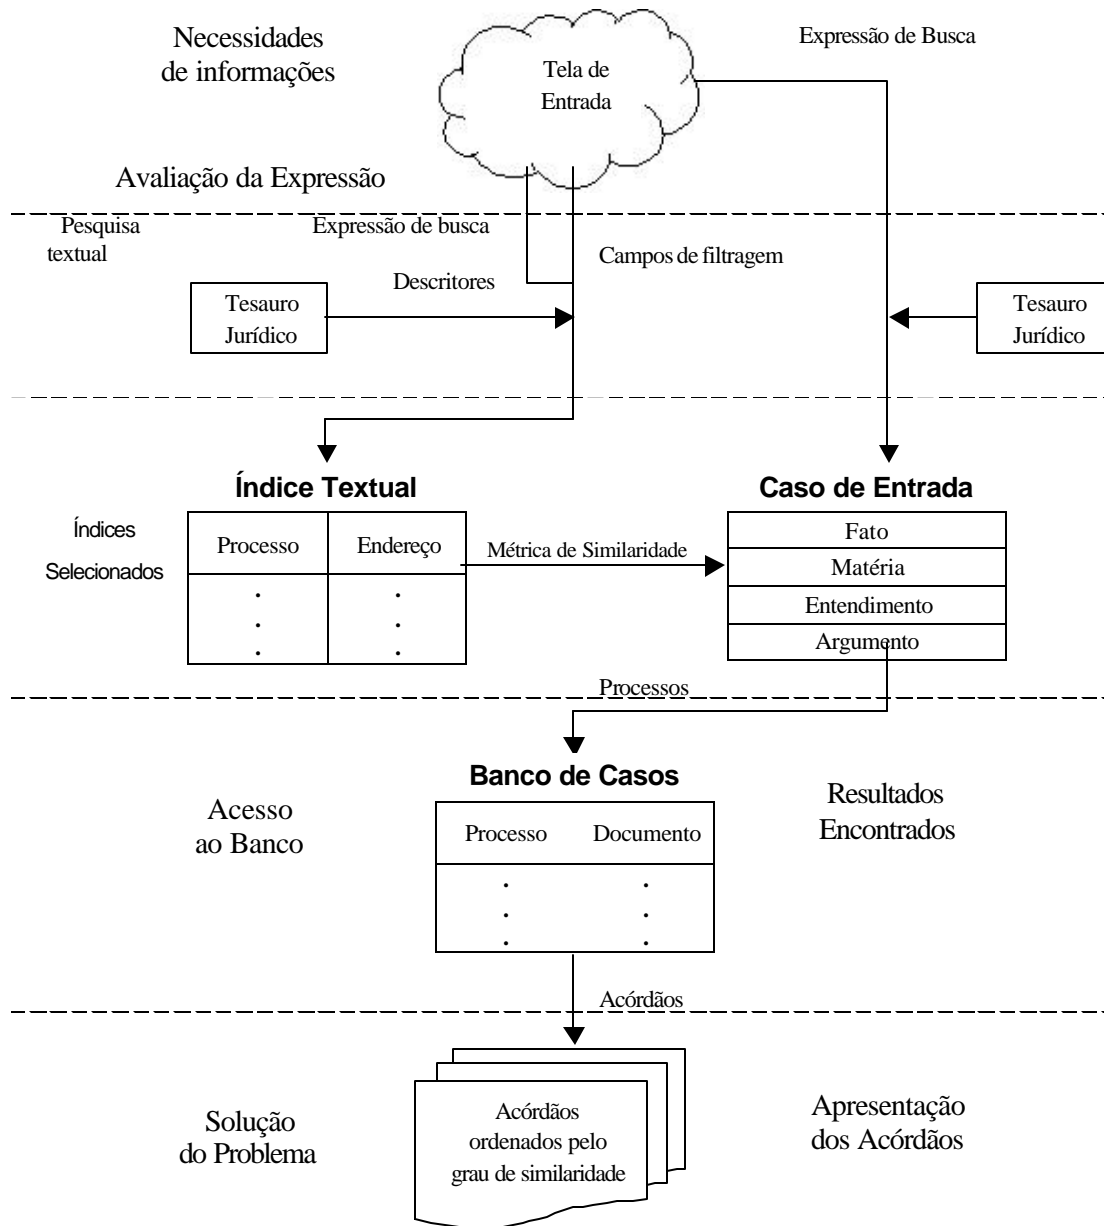 Necessidades
de informações
Tela de
Entrada
Expressão de Busca
Avaliação da Expressão
Pesquisa
textual
Expressão de busca
Campos de filtragem
Descritores
Tesauro
Jurídico
Tesauro
Jurídico
Índice Textual
Caso de Entrada
Índices
Selecionados
Processo
Endereço
Métrica de Similaridade
Fato
Matéria
Entendimento
Argumento
Processos
Banco de Casos
Acesso
ao Banco
Processo
Documento
Resultados
Encontrados
Acórdãos
Solução
do Problema
Acórdãos
ordenados pelo
grau de similaridade
Apresentação
dos Acórdãos